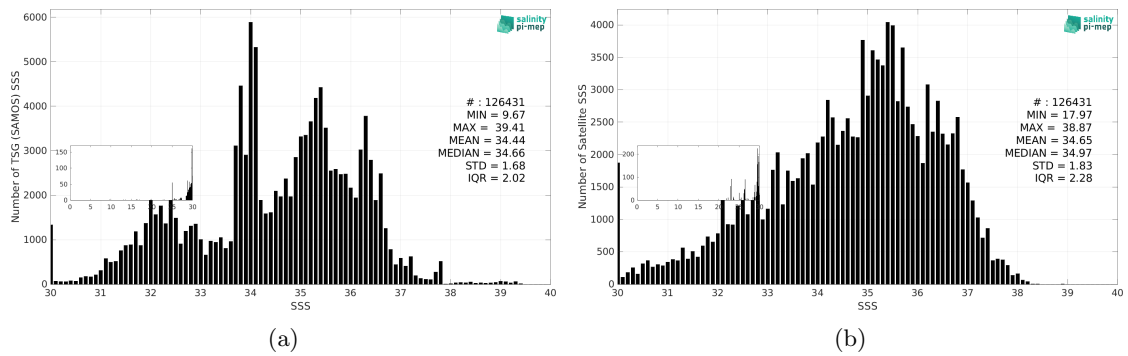 salinity
pi-mep
6000
5000
4000
3000
2000
1000
0
30 31 32 33 34 35 36 37 38 39 40
Number of TSG (SAMOS) SSS
SSS
# : 126431
MIN = 9.67
MAX = 39.41
MEAN = 34.44
MEDIAN = 34.66
STD = 1.68
IQR = 2.02
150
100
50
0
0 5 10 15 20 25 30
(a)
salinity
pi-mep
4000
3500
3000
2500
2000
1500
1000
500
0
30 31 32 33 34 35 36 37 38 39 40
Number of Satellite SSS
SSS
# : 126431
MIN = 17.97
MAX = 38.87
MEAN = 34.65
MEDIAN = 34.97
STD = 1.83
IQR = 2.28
200
100
0
0 5 10 15 20 25 30
(b)